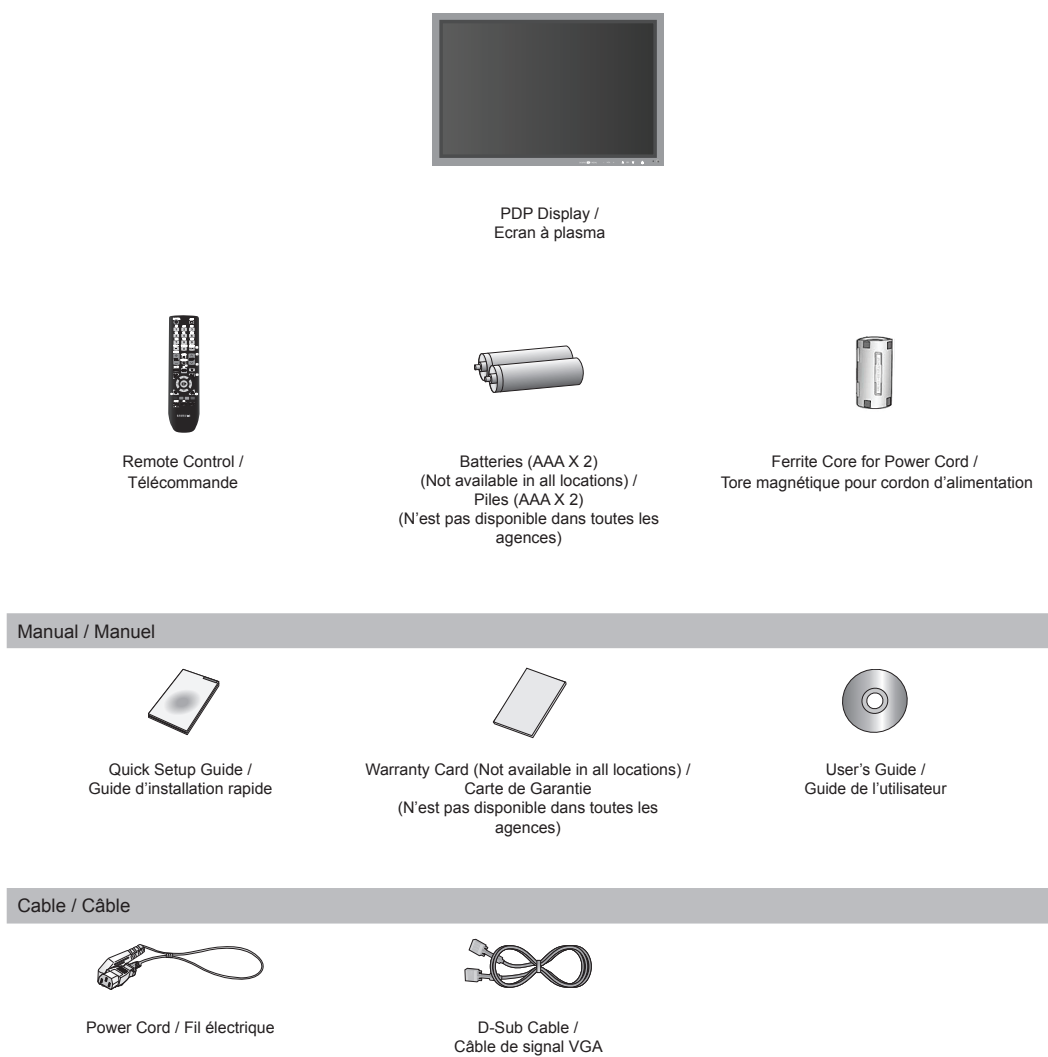 PDP Display /
Ecran à plasma
Remote Control /
Télécommande
Batteries (AAA X 2)
(Not available in all locations) /
Piles (AAA X 2)
(N’est pas disponible dans toutes les
agences)
Ferrite Core for Power Cord /
Tore magnétique pour cordon d’alimentation
Manual / Manuel
Quick Setup Guide /
Guide d’installation rapide
Warranty Card (Not available in all locations) /
Carte de Garantie
(N’est pas disponible dans toutes les
agences)
User’s Guide /
Guide de l’utilisateur
Cable / Câble
Power Cord / Fil électrique
D-Sub Cable /
Câble de signal VGA